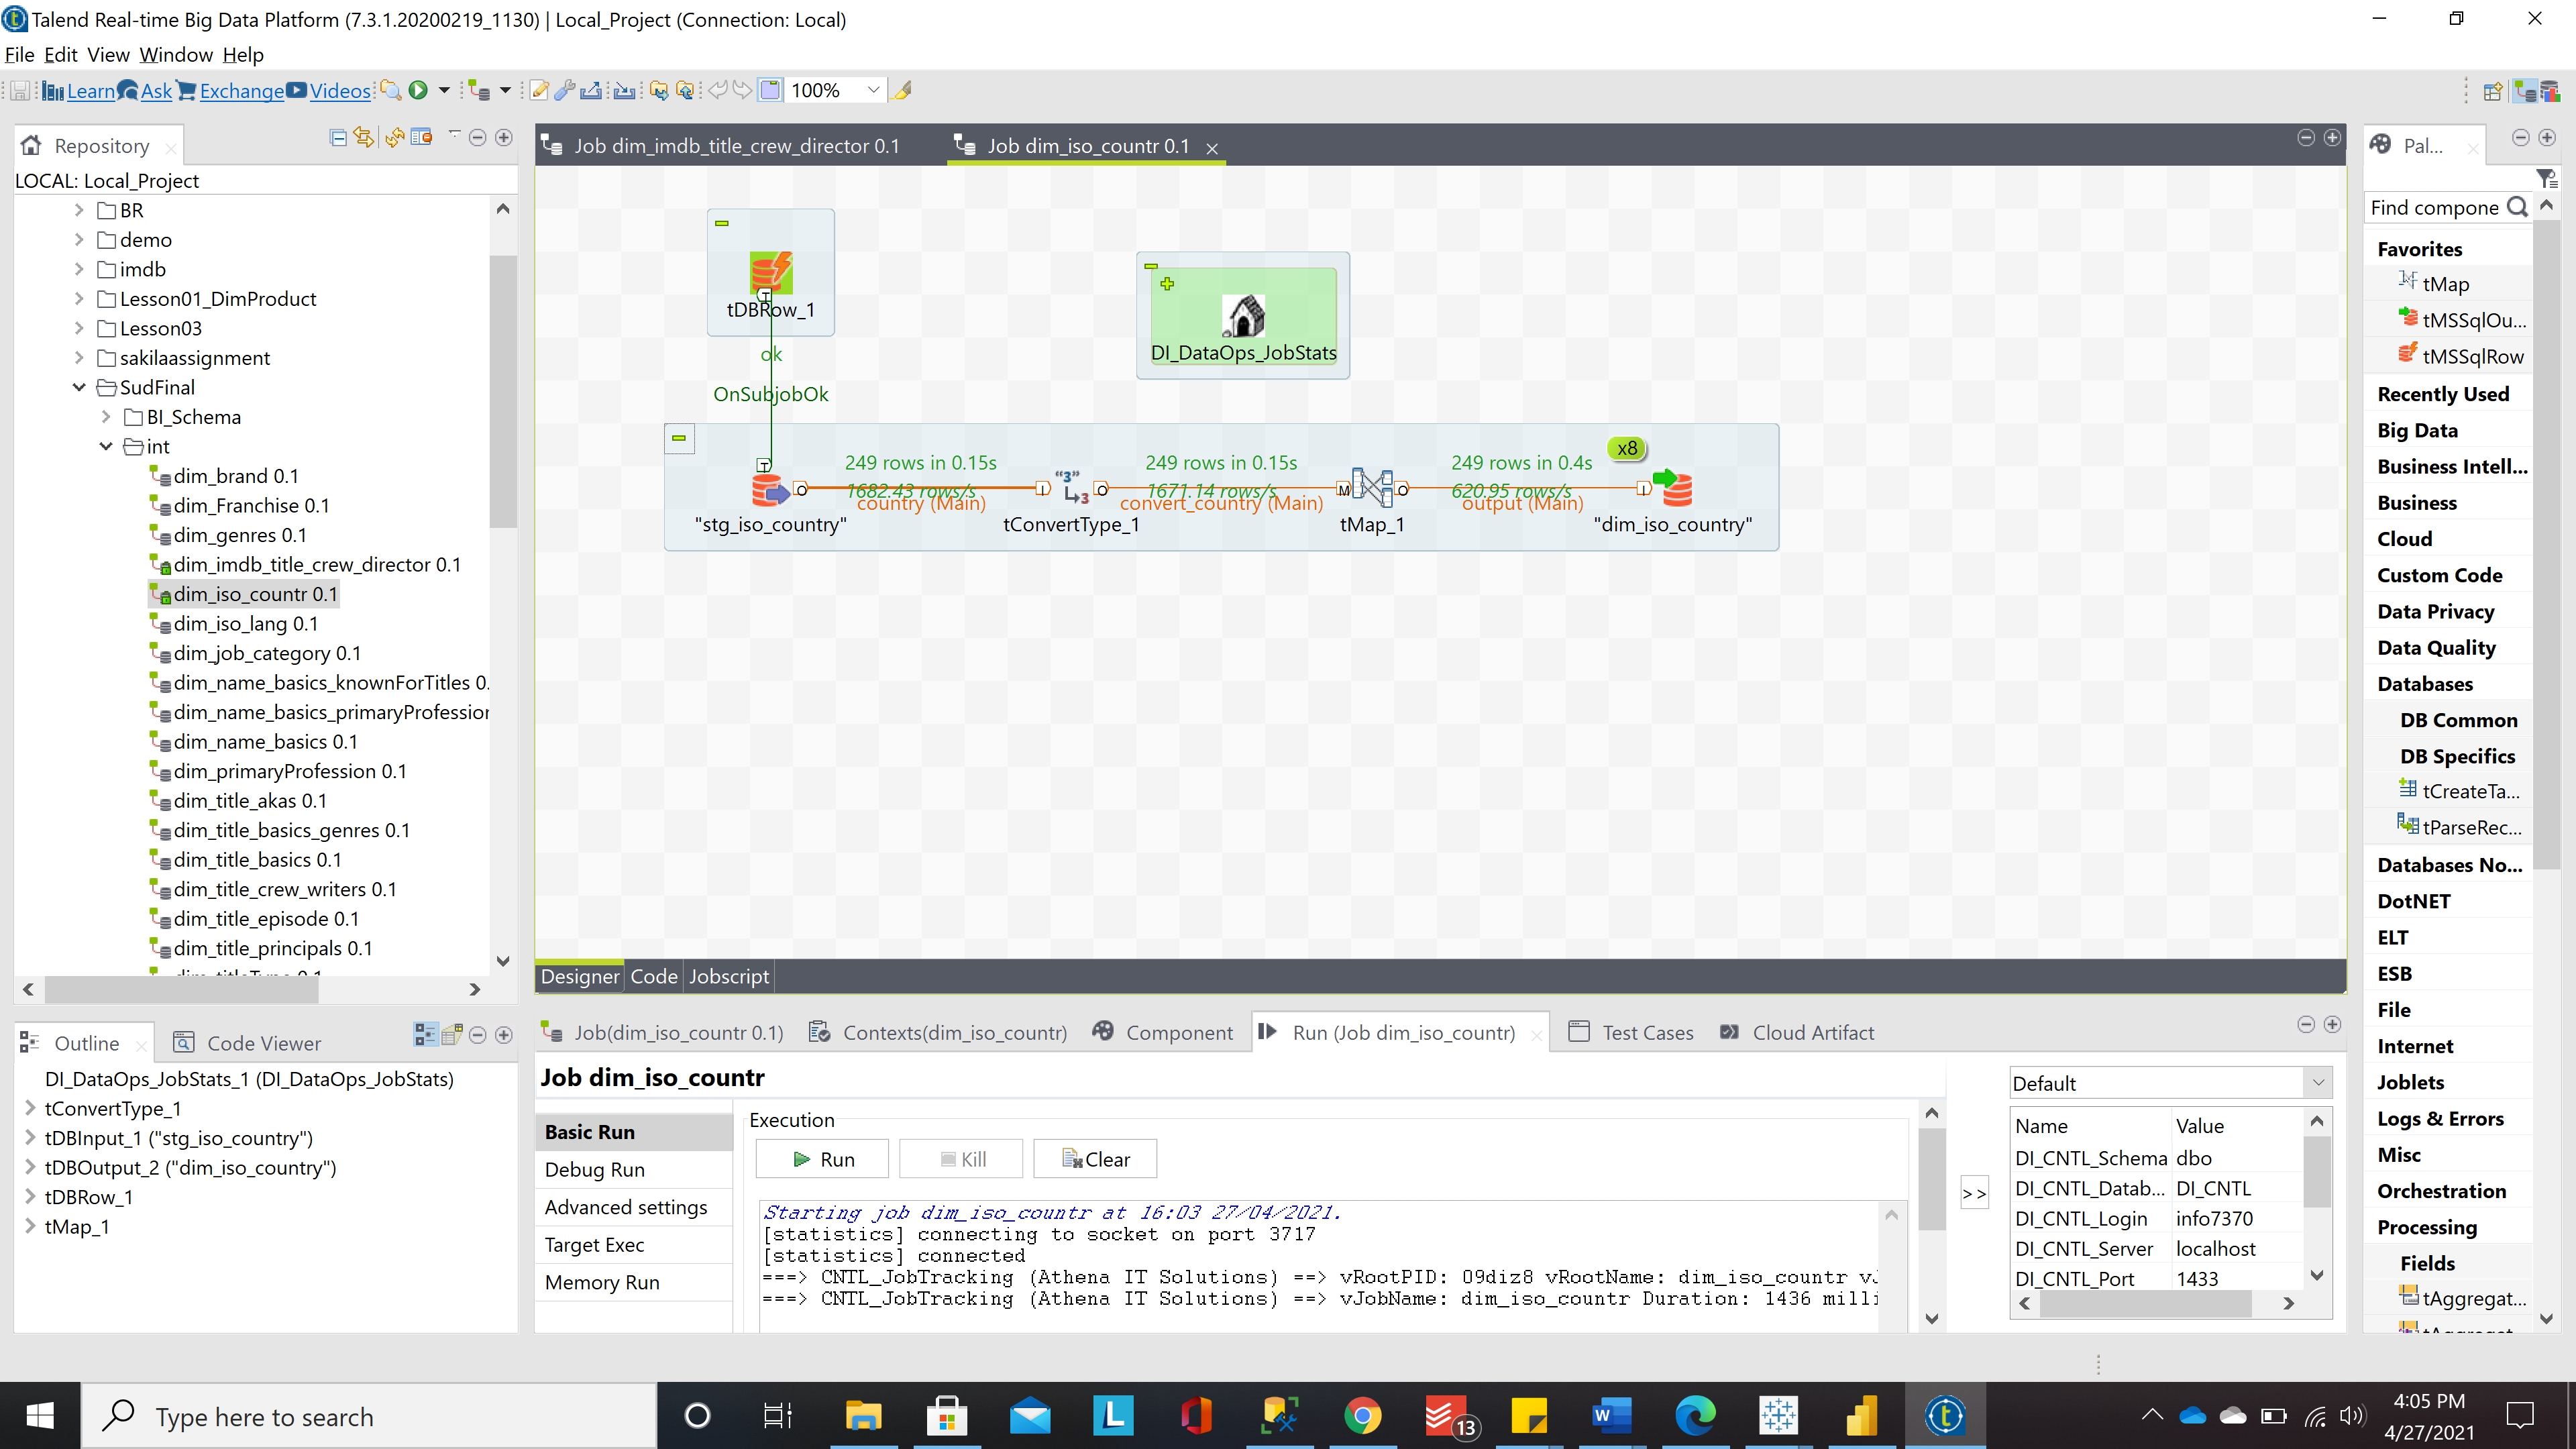 Talend Real-time Big Data Platform (7.3.1.20200219_1130) | Local_Project (Connection: Local)
File Edit View Window Help
Learn Ask Exchange Videos 100%
Repository
LOCAL: Local_Project
BR
demo
imdb
Lesson01_DimProduct
Lesson03
sakilaassignment
SudFinal
BI_Schema
int
dim_brand 0.1
dim_Franchise 0.1
dim_genres 0.1
dim_imdb_title_crew_director 0.1
dim_iso_countr 0.1
dim_iso_lang 0.1
dim_job_category 0.1
dim_name_basics_knownForTitles 0.
dim_name_basics_primaryProfession
dim_name_basics 0.1
dim_primaryProfession 0.1
dim_title_akas 0.1
dim_title_basics_genres 0.1
dim_title_basics 0.1
dim_title_crew_writers 0.1
dim_title_episode 0.1
dim_title_principals 0.1
Job dim_imdb_title_crew_director 0.1
Job dim_iso_countr 0.1
tDBRow_1
ok
OnSubjobOk
DI_DataOps_JobStats
x8
249 rows in 0.15s
1682.43 rows/s
country (Main)
249 rows in 0.15s
1671.14 rows/s
convert_country (Main)
249 rows in 0.4s
620.95 rows/s
output (Main)
"stg_iso_country"
tConvertType_1
tMap_1
"dim_iso_country"
Designer Code Jobscript
Pal...
Find compone
Favorites
tMap
tMSSqlOu...
tMSSqlRow
Recently Used
Big Data
Business Intell...
Business
Cloud
Custom Code
Data Privacy
Data Quality
Databases
DB Common
DB Specifics
tCreateTa...
tParseRec...
Databases No...
DotNET
ELT
ESB
File
Internet
Joblets
Logs & Errors
Misc
Orchestration
Processing
Fields
tAggregat...
Outline
Code Viewer
DI_DataOps_JobStats_1 (DI_DataOps_JobStats)
tConvertType_1
tDBInput_1 ("stg_iso_country")
tDBOutput_2 ("dim_iso_country")
tDBRow_1
tMap_1
Job(dim_iso_countr 0.1)
Contexts(dim_iso_countr)
Component
Run (Job dim_iso_countr)
Test Cases
Cloud Artifact
Job dim_iso_countr
Basic Run
Debug Run
Advanced settings
Target Exec
Memory Run
Execution
Run
Kill
Clear
Starting job dim_iso_countr at 16:03 27/04/2021.
[statistics] connecting to socket on port 3717
[statistics] connected
===> CNTL_JobTracking (Athena IT Solutions) ==> vRootPID: 09diz8 vRootName: dim_iso_countr vJ
===> CNTL_JobTracking (Athena IT Solutions) ==> vJobName: dim_iso_countr Duration: 1436 milli
>>
Default
Name Value
DI_CNTL_Schema dbo
DI_CNTL_Datab... DI_CNTL
DI_CNTL_Login info7370
DI_CNTL_Server localhost
DI_CNTL_Port 1433
Type here to search
13
4:05 PM
4/27/2021